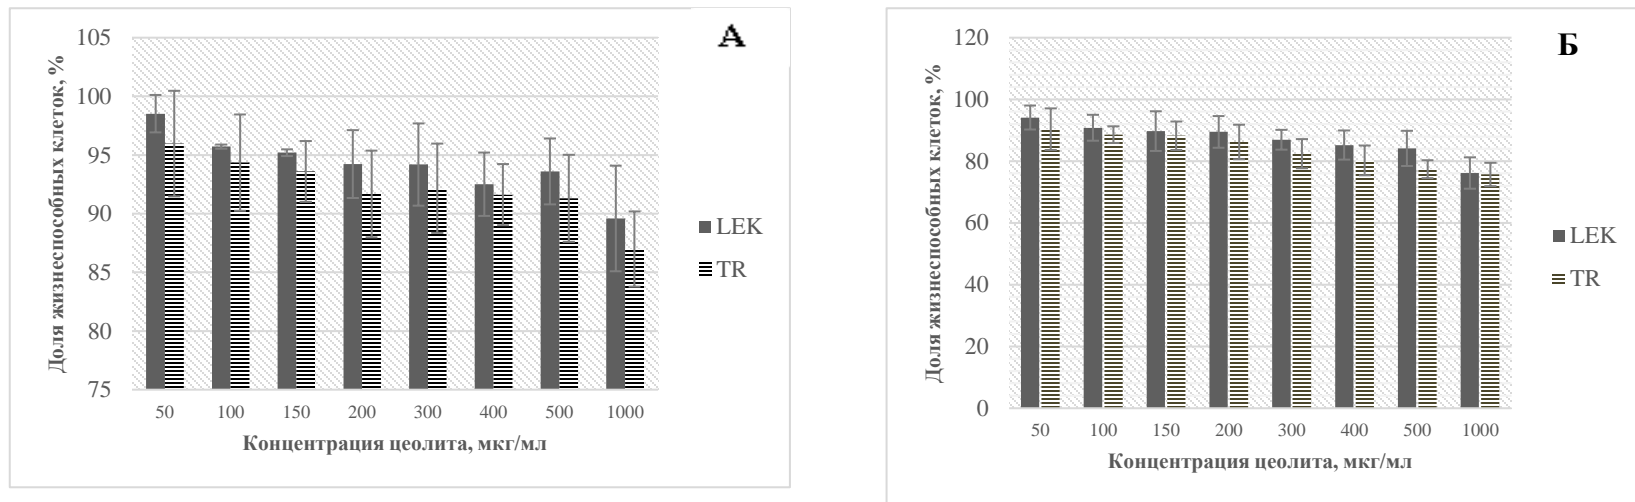 А
105
100
95
90
85
80
75
Доля жизнеспособных клеток, %
50 100 150 200 300 400 500 1000
Концентрация цеолита, мкг/мл
LEK
TR
Б
120
100
80
60
40
20
0
Доля жизнеспособных клеток, %
50 100 150 200 300 400 500 1000
Концентрация цеолита, мкг/мл
LEK
TR